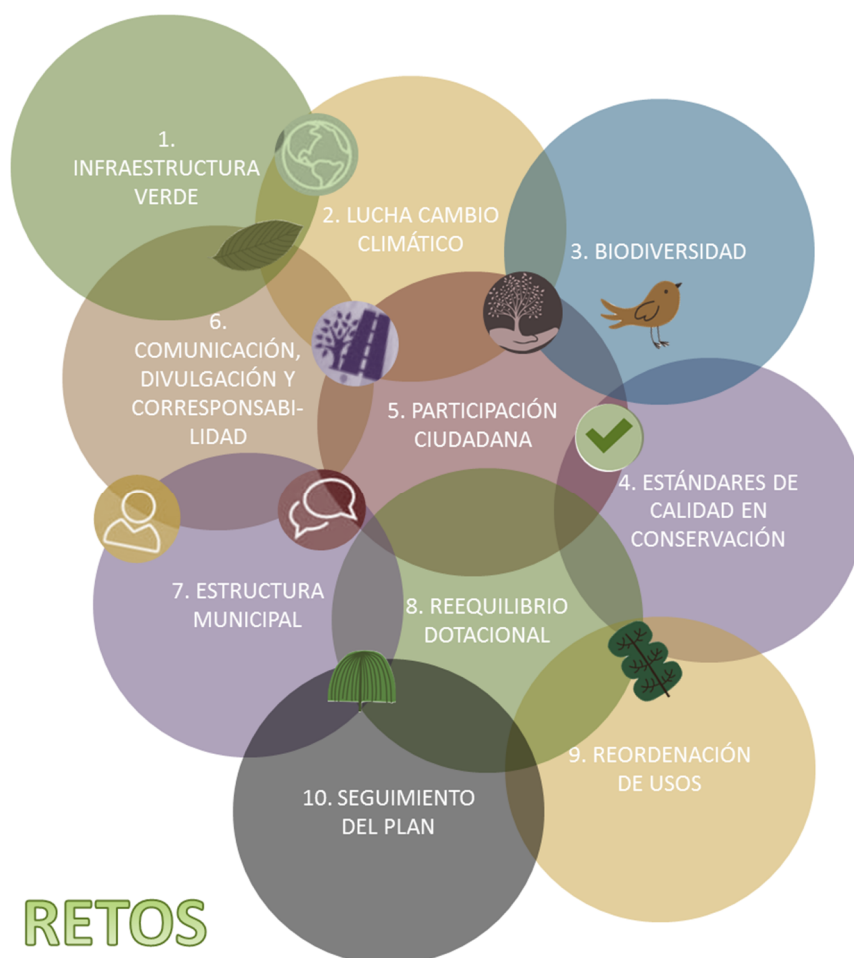 1.
INFRAESTRUCTURA
VERDE
2. LUCHA CAMBIO
CLIMÁTICO
3. BIODIVERSIDAD
6.
COMUNICACIÓN,
DIVULGACIÓN Y
CORRESPONSABI-
LIDAD
5. PARTICIPACIÓN
CIUDADANA
4. ESTÁNDARES DE
CALIDAD EN
CONSERVACIÓN
7. ESTRUCTURA
MUNICIPAL
8. REEQUILIBRIO
DOTACIONAL
9. REORDENACIÓN
DE USOS
10. SEGUIMIENTO
DEL PLAN
RETOS